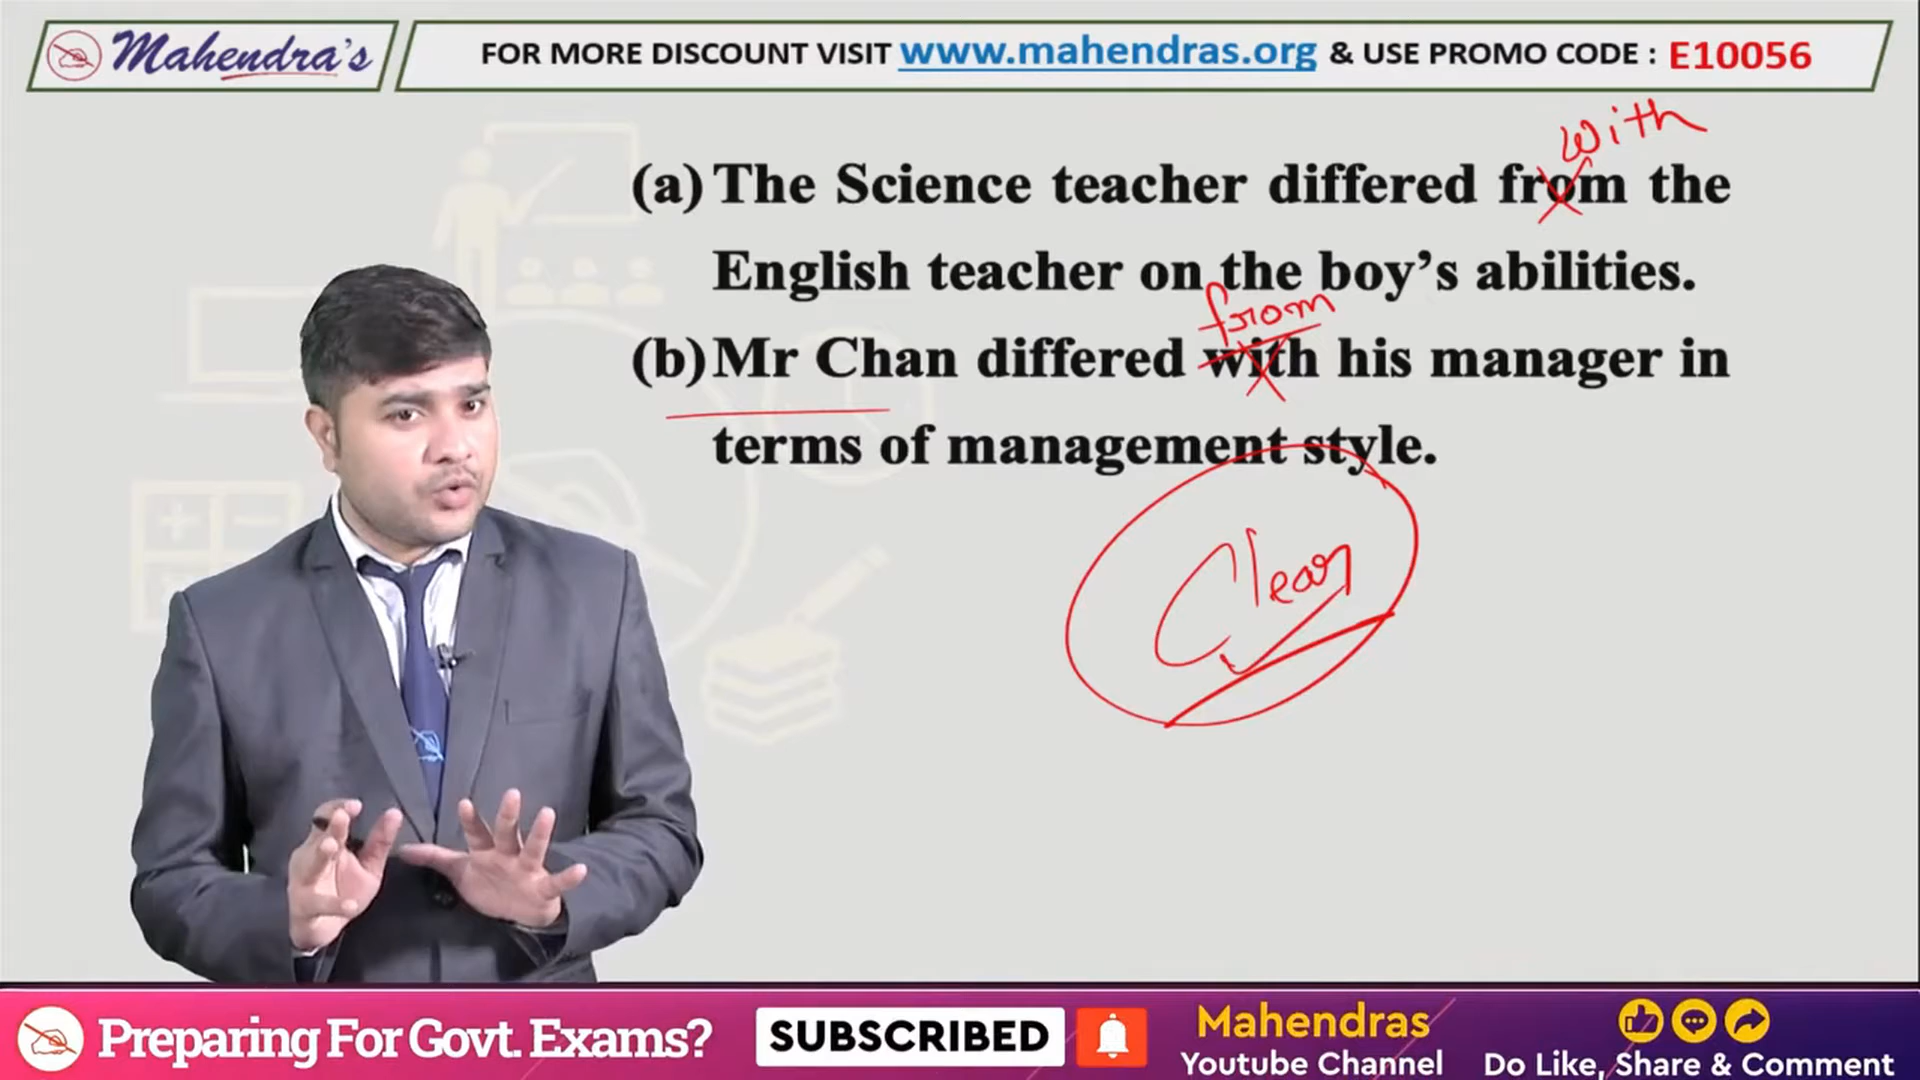 Mahendra's
FOR MORE DISCOUNT VISIT www.mahendras.org & USE PROMO CODE : E10056
with
(a) The Science teacher differed from the
English teacher on the boy's abilities.
from
(b) Mr Chan differed with his manager in
terms of management style.
Clear
Preparing For Govt. Exams?
SUBSCRIBED
Mahendras
Youtube Channel
Do Like, Share & Comment